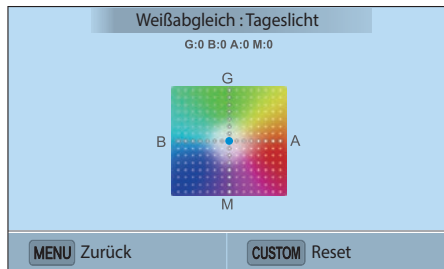 Weißabgleich : Tageslicht
G:0 B:0 A:0 M:0
G
B A
M
MENU Zurück CUSTOM Reset